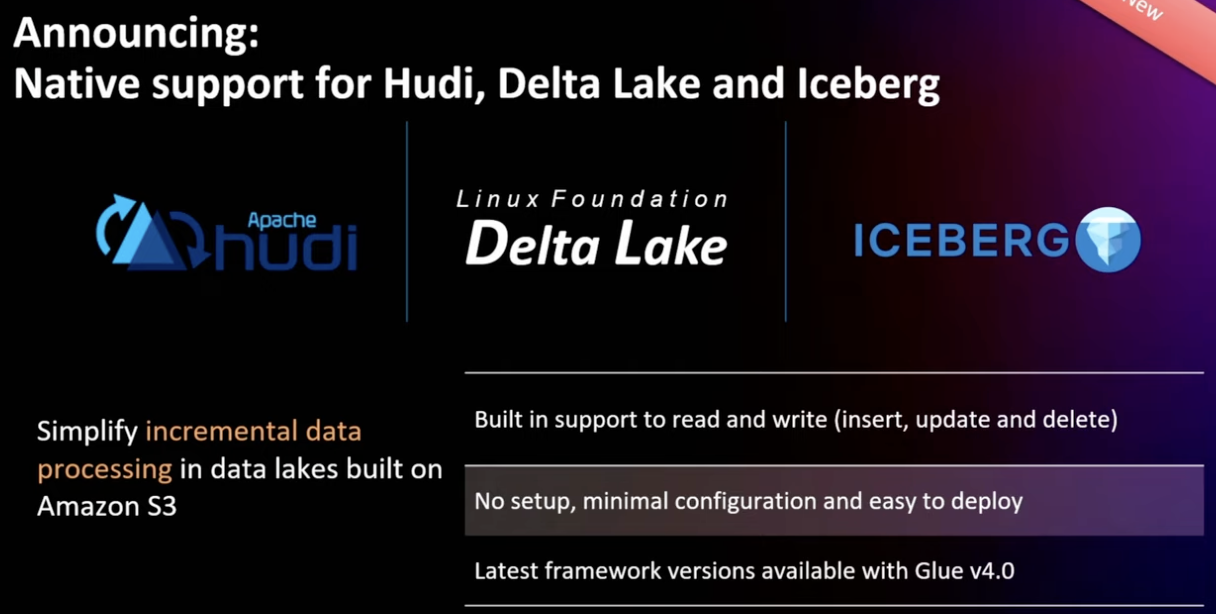 New
Announcing:
Native support for Hudi, Delta Lake and Iceberg
Apache
hudi
Linux Foundation
Delta Lake
ICEBERG
Simplify incremental data
processing in data lakes built on
Amazon S3
Built in support to read and write (insert, update and delete)
No setup, minimal configuration and easy to deploy
Latest framework versions available with Glue v4.0